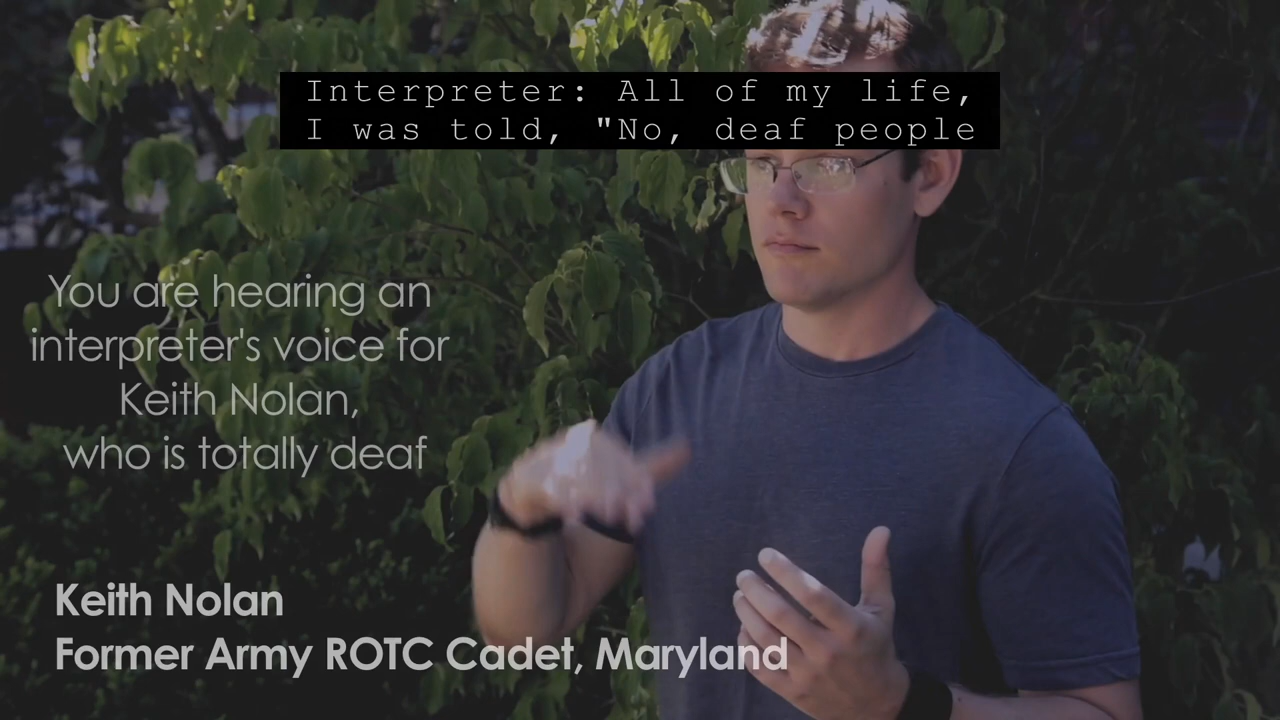 Interpreter: All of my life,
I was told, "No, deaf people
You are hearing an
interpreter's voice for
Keith Nolan,
who is totally deaf
Keith Nolan
Former Army ROTC Cadet, Maryland